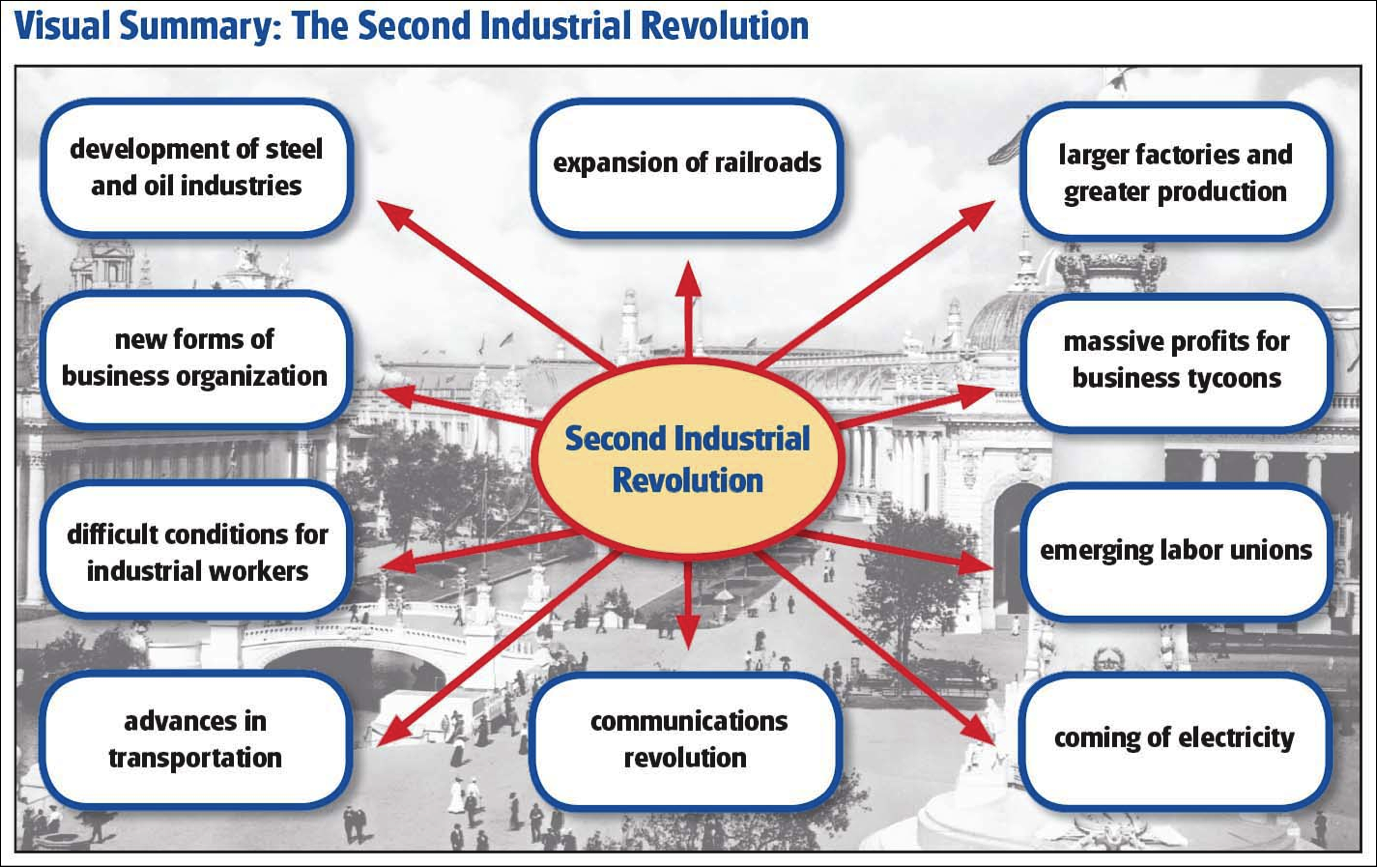 Visual Summary: The Second Industrial Revolution
development of steel
and oil industries
expansion of railroads
larger factories and
greater production
new forms of
business organization
massive profits for
business tycoons
Second Industrial
Revolution
difficult conditions for
industrial workers
emerging labor unions
advances in
transportation
communications
revolution
coming of electricity